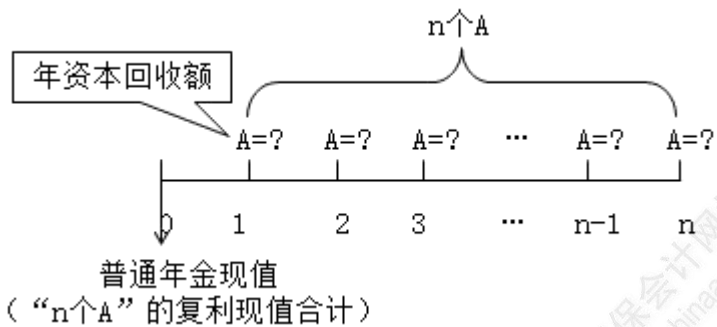 n个A
年资本回收额
A=? A=? A=? … A=? A=?
0 1 2 3 … n-1 n
普通年金现值
（“n个A”的复利现值合计）